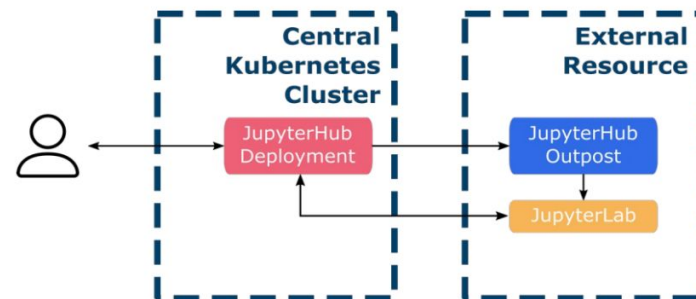 Central
Kubernetes
Cluster
External
Resource
JupyterHub
Deployment
JupyterHub
Outpost
JupyterLab